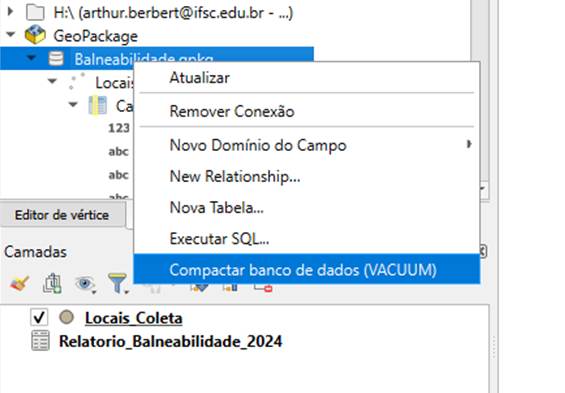 H:\ (arthur.berbert@ifsc.edu.br - ...)
GeoPackage
Balneabilidade.gpkg
Atualizar
Locais
Remover Conexão
Ca
123
Novo Domínio do Campo
abc
New Relationship...
abc
Nova Tabela...
abc
Editor de vértice
Executar SQL...
Camadas
Compactar banco de dados (VACUUM)
Locais_Coleta
Relatorio_Balneabilidade_2024